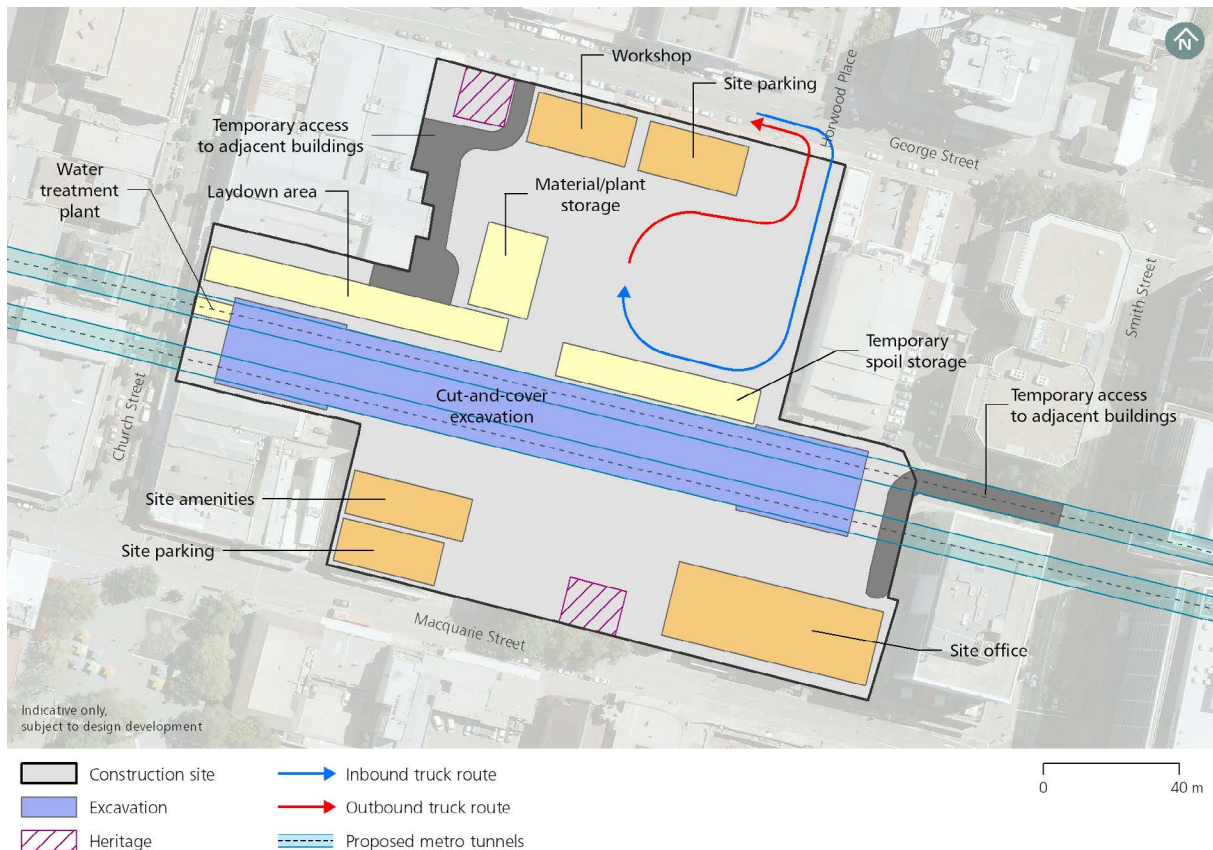 N
Workshop
Site parking
Horwood Place
Temporary access
to adjacent buildings
George Street
Water
treatment
plant
Laydown area
Material/plant
storage
Smith Street
Temporary
spoil storage
Church Street
Cut-and-cover
excavation
Temporary access
to adjacent buildings
Site amenities
Site parking
Macquarie Street
Site office
Indicative only,
subject to design development
Construction site
Inbound truck route
0
40 m
Excavation
Outbound truck route
Heritage
Proposed metro tunnels